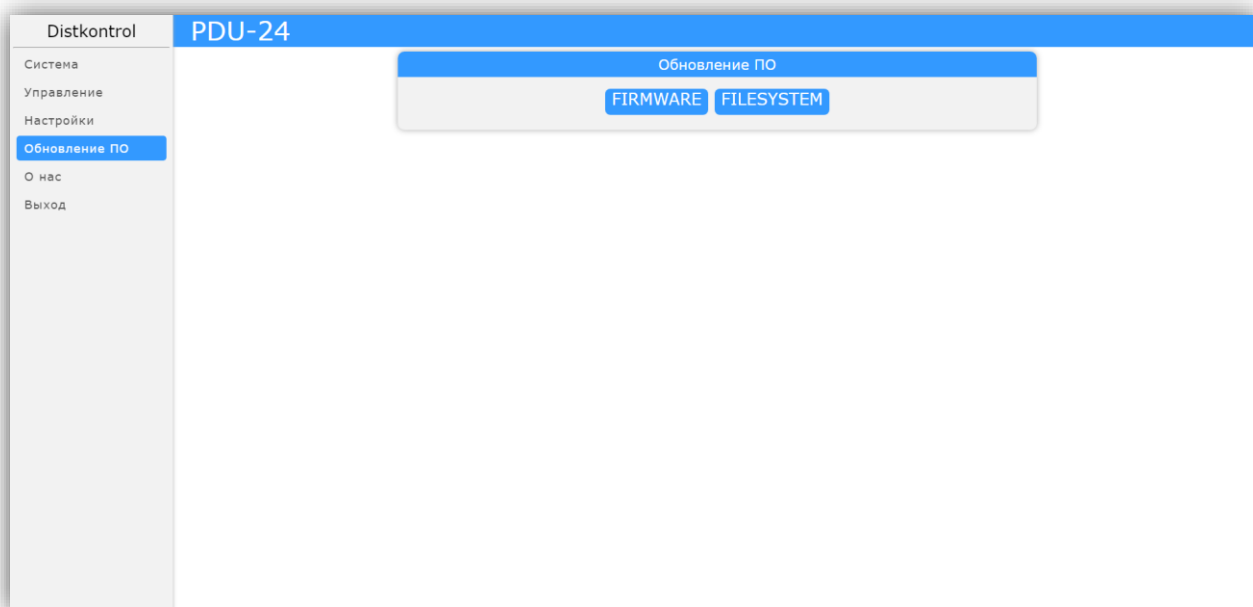 Distkontrol
Система
Управление
Настройки
Обновление ПО
О нас
Выход
PDU-24
Обновление ПО
FIRMWARE FILESYSTEM